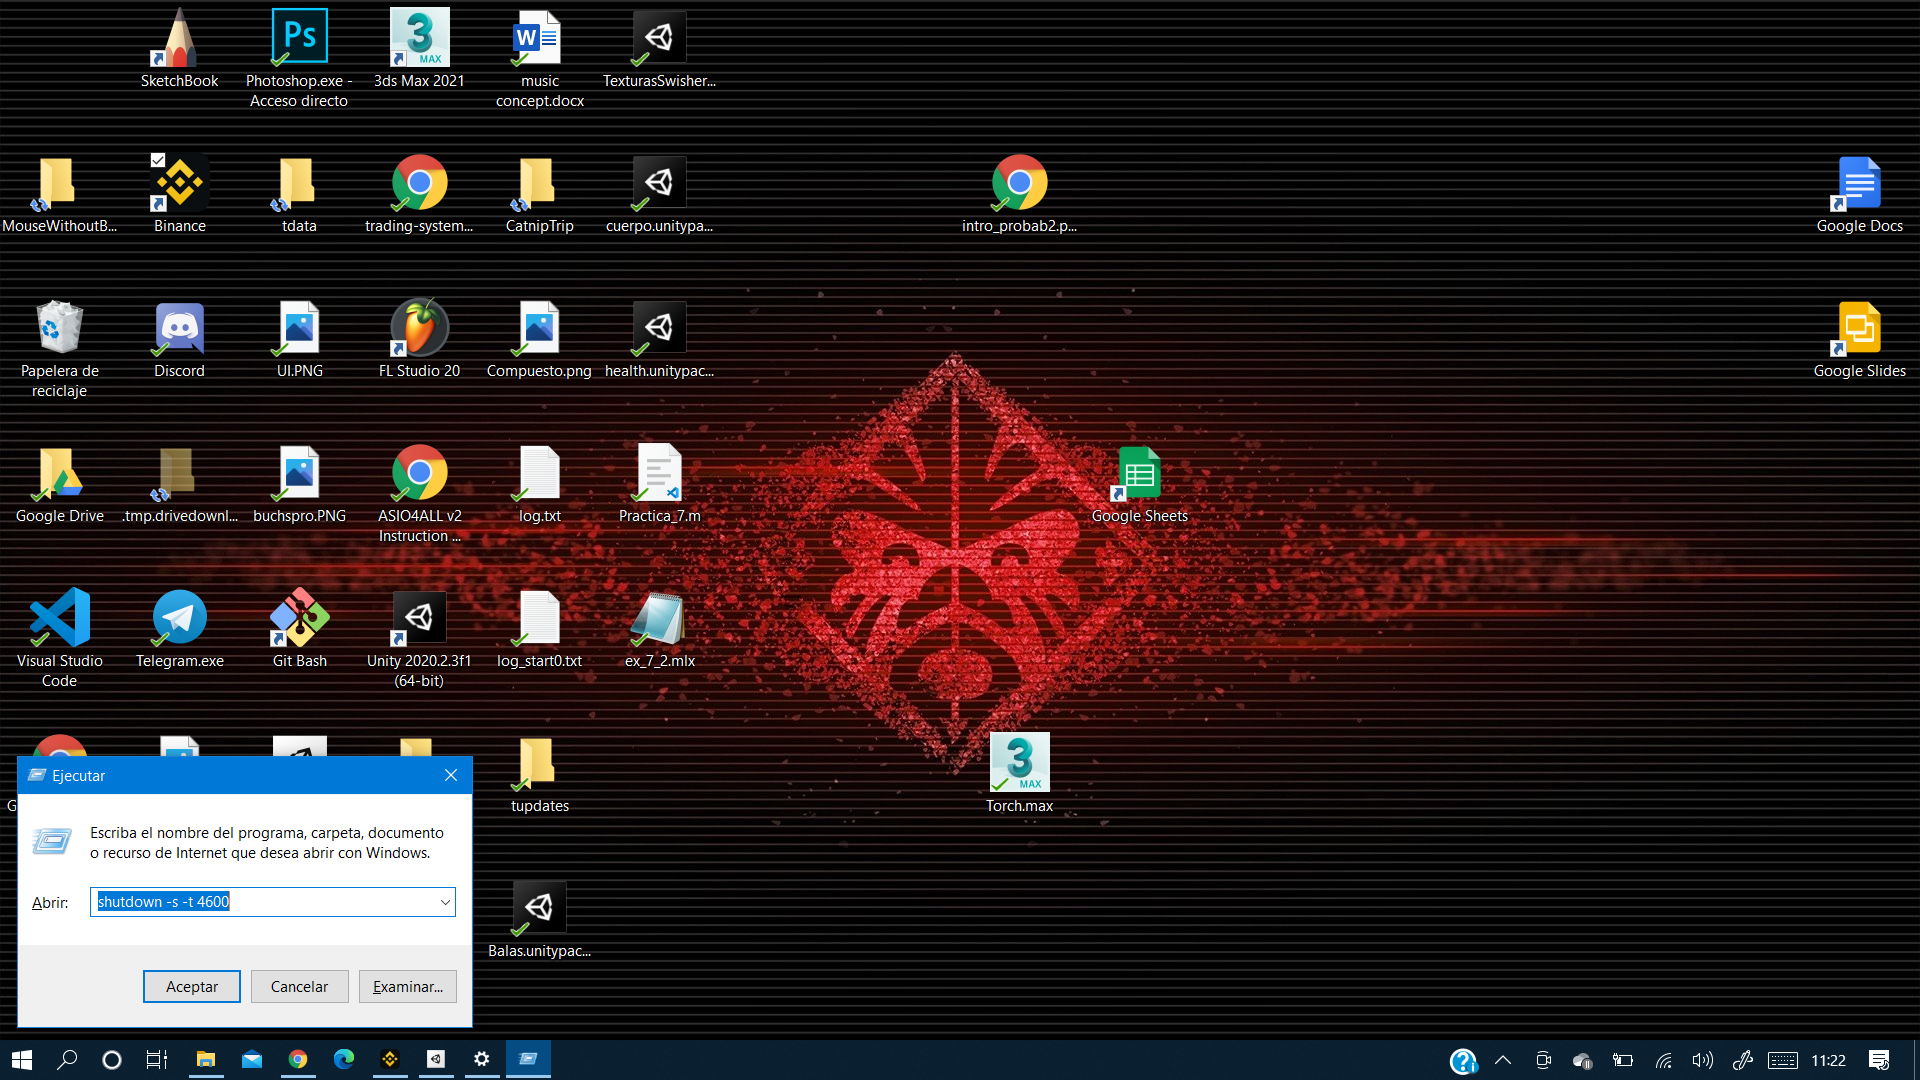 SketchBook
Ps
Photoshop.exe -
Acceso directo
3
MAX
3ds Max 2021
W
music
concept.docx
TexturasSwisher...
MouseWithoutB...
Binance
tdata
trading-system...
CatnipTrip
cuerpo.unitypa...
intro_probab2.p...
Google Docs
Papelera de
reciclaje
Discord
UI.PNG
FL Studio 20
Compuesto.png
health.unitypac...
Google Slides
Google Drive
.tmp.drivedownl...
buchspro.PNG
ASIO4ALL v2
Instruction ...
log.txt
Practica_7.m
Google Sheets
Visual Studio
Code
Telegram.exe
Git Bash
Unity 2020.2.3f1
(64-bit)
log_start0.txt
ex_7_2.mlx
G
tupdates
3
MAX
Torch.max
Ejecutar
Escriba el nombre del programa, carpeta, documento
o recurso de Internet que desea abrir con Windows.
Abrir:
shutdown -s -t 4600
Aceptar
Cancelar
Examinar...
Balas.unitypac...
11:22